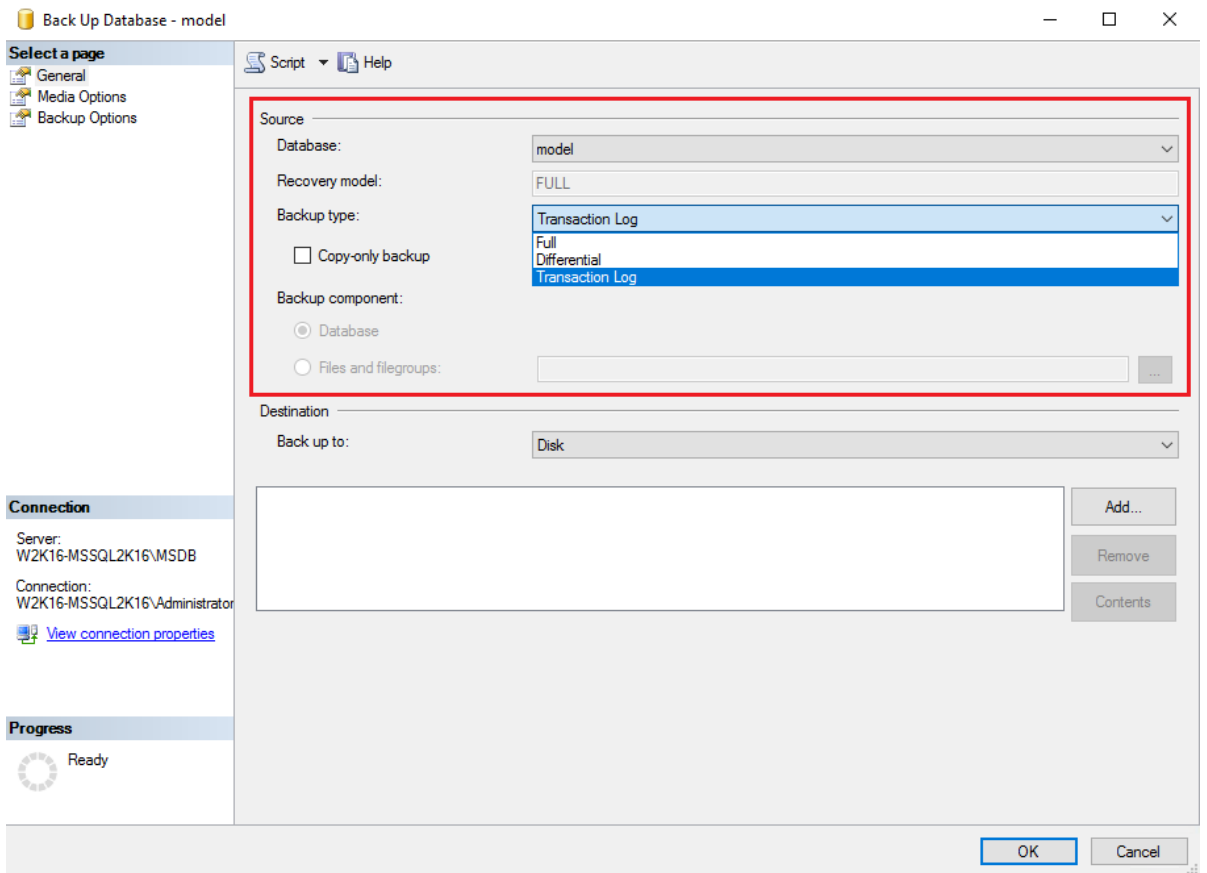 Back Up Database - model
Select a page
General
Media Options
Backup Options
Script
Help
Source
Database:
model
Recovery model:
FULL
Backup type:
Transaction Log
Full
Differential
Transaction Log
Copy-only backup
Backup component:
Database
Files and filegroups:
...
Destination
Back up to:
Disk
Add...
Remove
Contents
Connection
Server:
W2K16-MSSQL2K16\MSDB
Connection:
W2K16-MSSQL2K16\Administrator
View connection properties
Progress
Ready
OK
Cancel